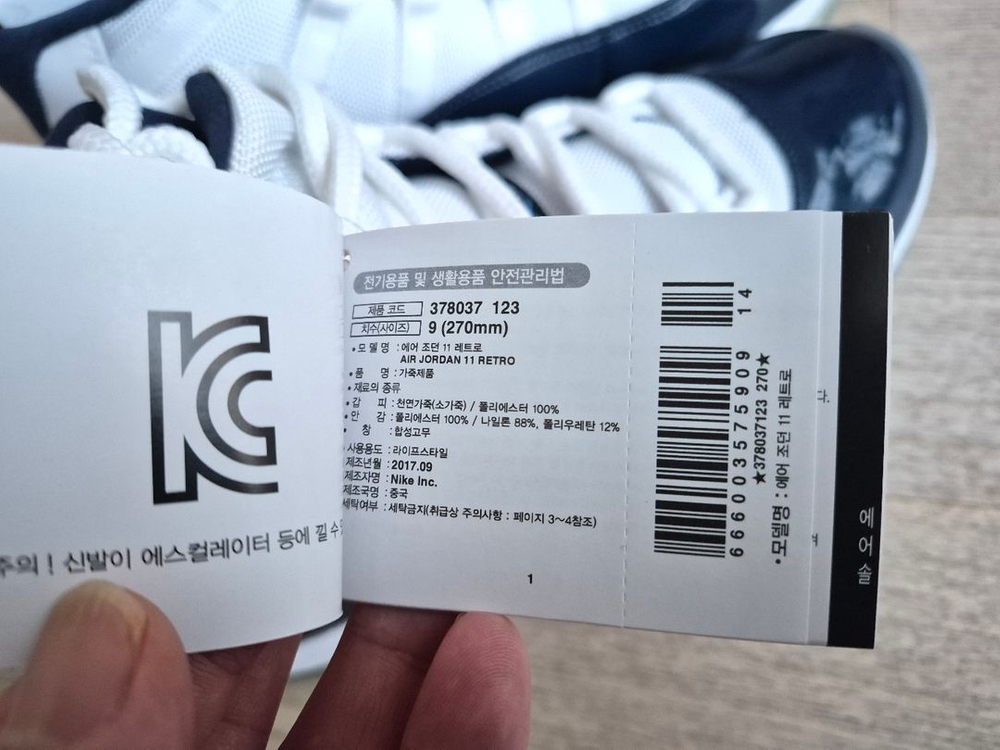 KC
주의 ! 신발이 에스컬레이터 등에 낄 수
전기용품 및 생활용품 안전관리법
제품 코드 378037 123
치수(사이즈) 9 (270mm)
• 모 델 명 : 에어 조던 11 레트로
AIR JORDAN 11 RETRO
• 품 명 : 가죽제품
• 재료의 종류
• 갑 피 : 천연가죽(소가죽) / 폴리에스터 100%
• 안 감 : 폴리에스터 100% / 나일론 88%, 폴리우레탄 12%
• 창 : 합성고무
사용용도 : 라이프스타일
제조년월 : 2017.09
제조자명 : Nike Inc.
제조국명 : 중국
세탁여부 : 세탁금지(취급상 주의사항 : 페이지 3~4참조)
1
14
666003575909
★378037123 270★
• 모델명 : 에어 조던 11 레트로
다.
에어솔